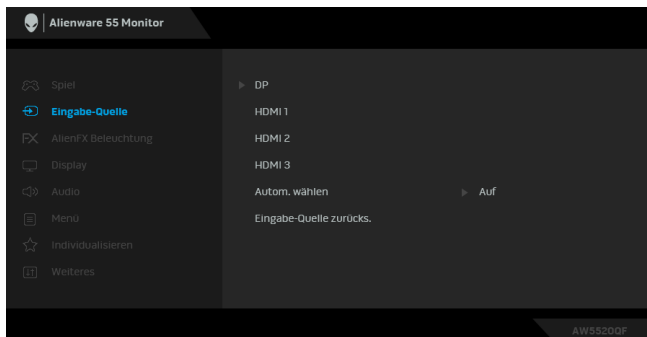 Alienware 55 Monitor
Spiel
DP
Eingabe-Quelle
HDMI 1
FX AlienFX Beleuchtung
HDMI 2
Display
HDMI 3
Audio
Autom. wählen
Auf
Menü
Eingabe-Quelle zurücks.
Individualisieren
Weiteres
AW5520QF